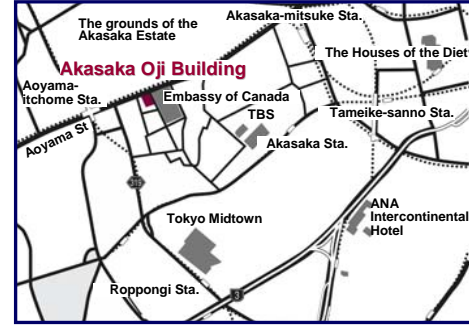 The grounds of the
Akasaka Estate
Akasaka-mitsuke Sta.
The Houses of the Diet
Akasaka Oji Building
Aoyama-
itchome Sta.
Embassy of Canada
TBS
Tameike-sanno Sta.
Aoyama St
Akasaka Sta.
319
Tokyo Midtown
ANA
Intercontinental
Hotel
Roppongi Sta.
3